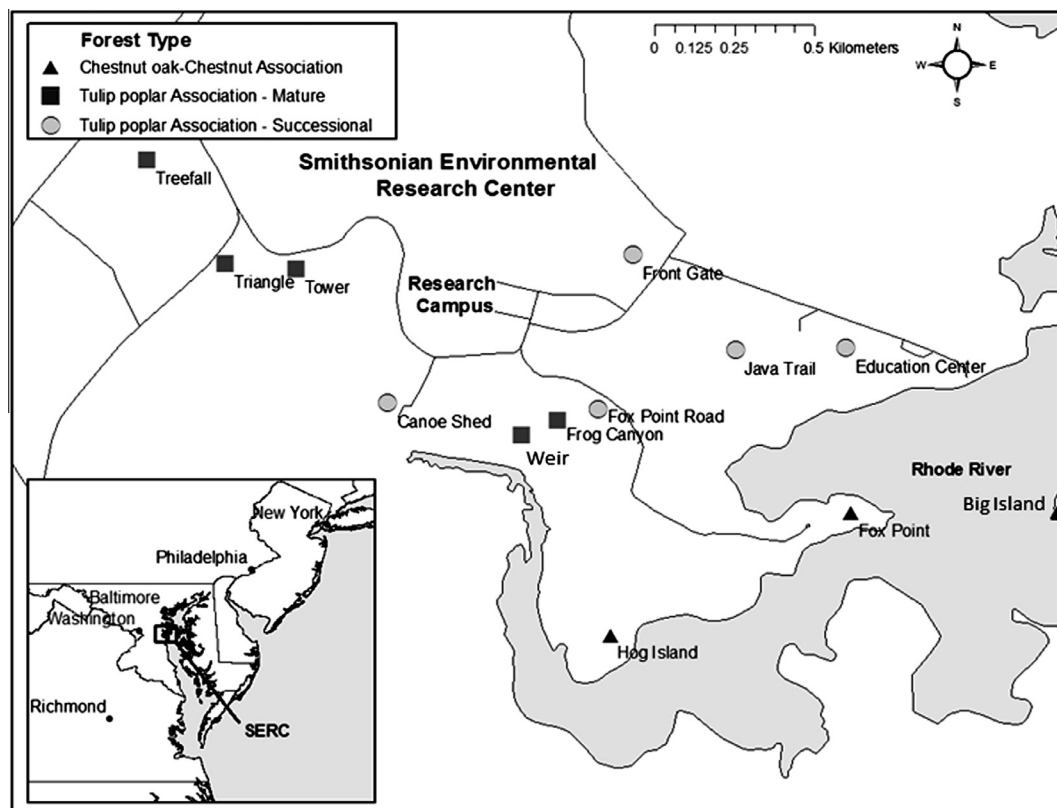 Forest Type
Chestnut oak-Chestnut Association
Tulip poplar Association - Mature
Tulip poplar Association - Successional
0 0.125 0.25 0.5 Kilometers
N
W E
S
Smithsonian Environmental
Research Center
Treefall
Triangle
Tower
Research
Campus
Front Gate
Java Trail
Education Center
Canoe Shed
Fox Point Road
Frog Canyon
Weir
Rhode River
Big Island
Fox Point
Hog Island
New York
Philadelphia
Baltimore
Washington
Richmond
SERC